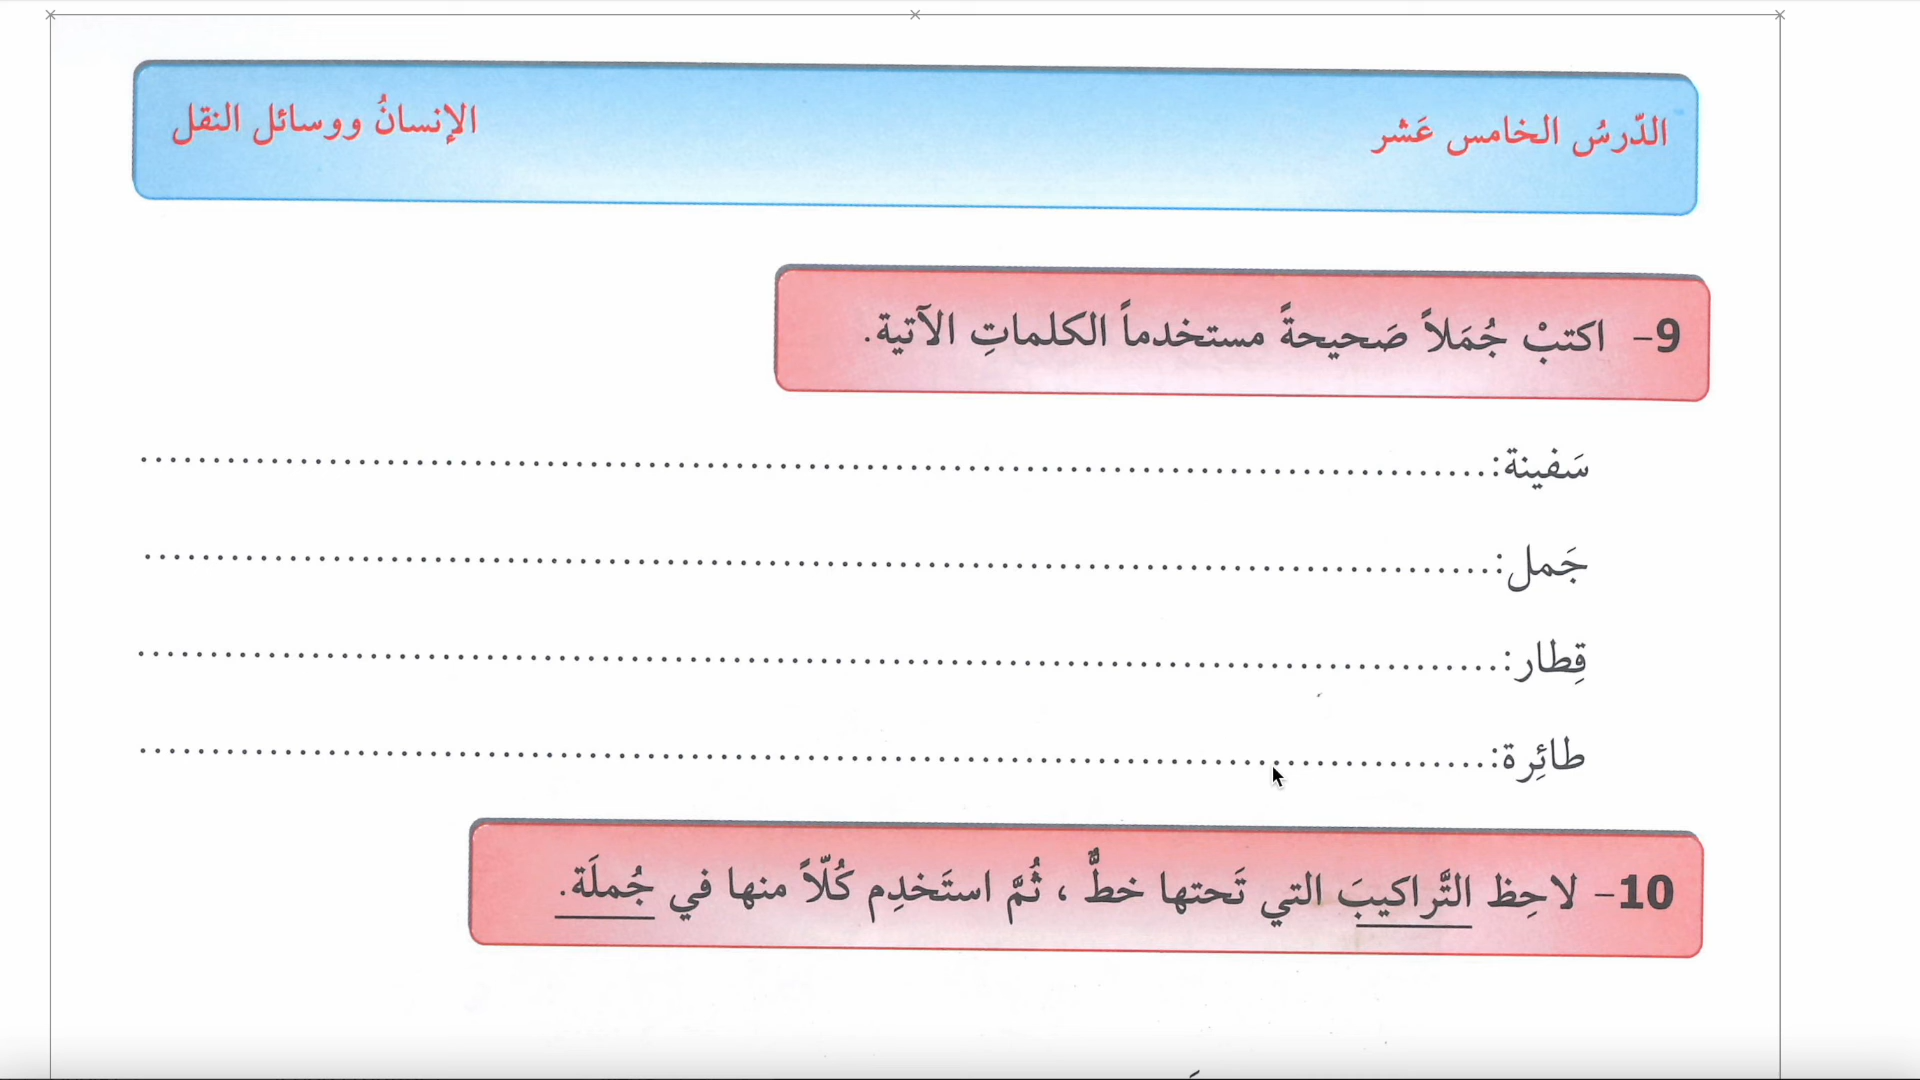 الدّرسُ الخامس عَشر
الإنسانُ ووسائل النقل
9- اكتبْ جُمَلاً صَحيحةً مستخدماً الكلماتِ الآتية.
سَفينة:..............................................................................................
جَمل:..............................................................................................
قِطار:..............................................................................................
طائِرة:..............................................................................................
10- لاحِظ التَّراكيبَ التي تَحتها خطٌّ ، ثُمَّ استَخدِم كُلّاً منها في جُملَة.